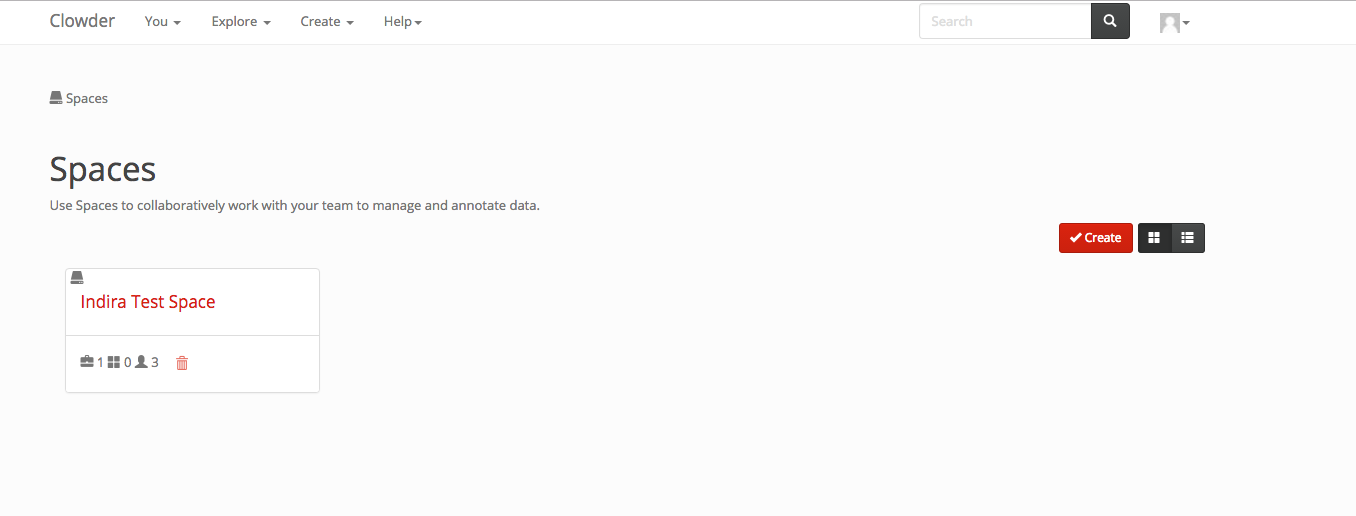 Clowder You Explore Create Help Search
Spaces
Spaces
Use Spaces to collaboratively work with your team to manage and annotate data.
Create
Indira Test Space
1 0 3